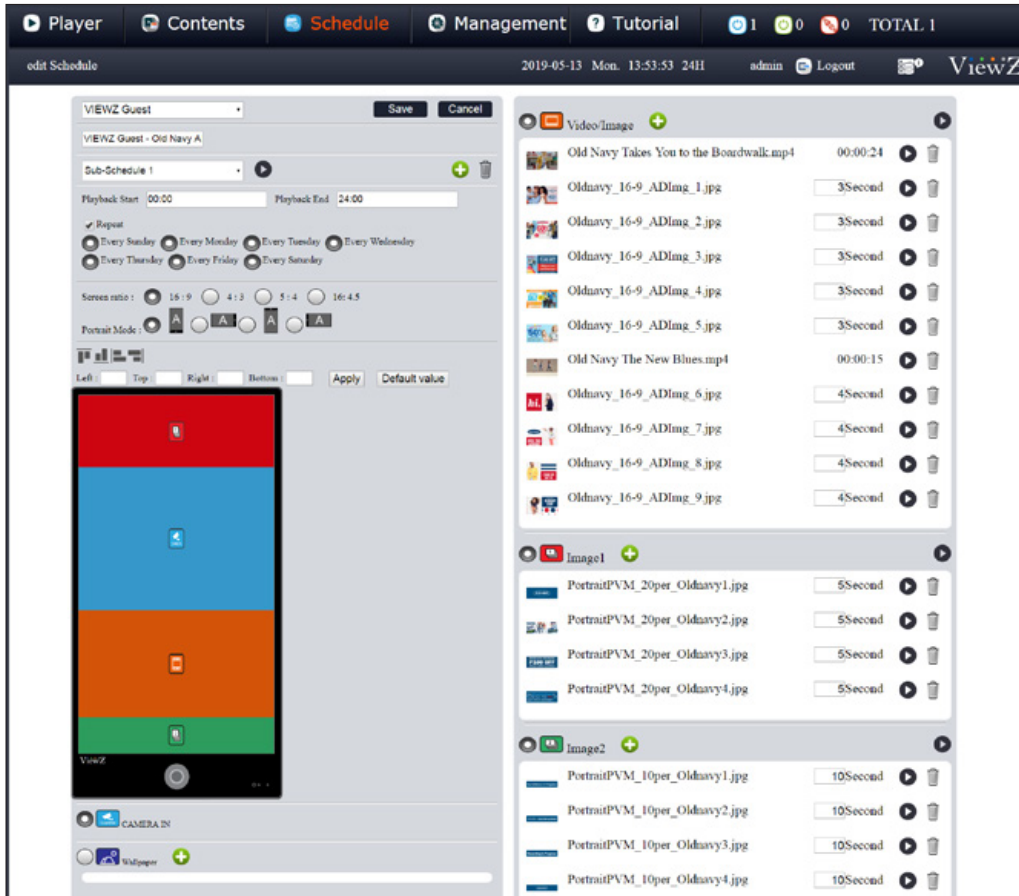 Player Contents Schedule Management Tutorial 1 0 0 TOTAL 1
edit Schedule 2019-05-13 Mon. 13:53:53 24H admin Logout ViewZ
VIEWZ Guest Save Cancel
VIEWZ Guest - Old Navy A
Sub-Schedule 1
Playback Start 00:00 Playback End 24:00
Repeat
Every Sunday Every Monday Every Tuesday Every Wednesday
Every Thursday Every Friday Every Saturday
Screen ratio : 16 : 9 4 : 3 5 : 4 16 : 4.5
Portrait Mode : A A A A
Left : Top : Right : Bottom : Apply Default value
ViewZ
CAMERA IN
Wallpaper
Video/Image
Old Navy Takes You to the Boardwalk.mp4 00:00:24
Oldnavy_16-9_ADImg_1.jpg 3Second
Oldnavy_16-9_ADImg_2.jpg 3Second
Oldnavy_16-9_ADImg_3.jpg 3Second
Oldnavy_16-9_ADImg_4.jpg 3Second
Oldnavy_16-9_ADImg_5.jpg 3Second
Old Navy The New Blues.mp4 00:00:15
Oldnavy_16-9_ADImg_6.jpg 4Second
Oldnavy_16-9_ADImg_7.jpg 4Second
Oldnavy_16-9_ADImg_8.jpg 4Second
Oldnavy_16-9_ADImg_9.jpg 4Second
Image1
PortraitPVM_20per_Oldnavy1.jpg 5Second
PortraitPVM_20per_Oldnavy2.jpg 5Second
PortraitPVM_20per_Oldnavy3.jpg 5Second
PortraitPVM_20per_Oldnavy4.jpg 5Second
Image2
PortraitPVM_10per_Oldnavy1.jpg 10Second
PortraitPVM_10per_Oldnavy2.jpg 10Second
PortraitPVM_10per_Oldnavy3.jpg 10Second
PortraitPVM_10per_Oldnavy4.jpg 10Second